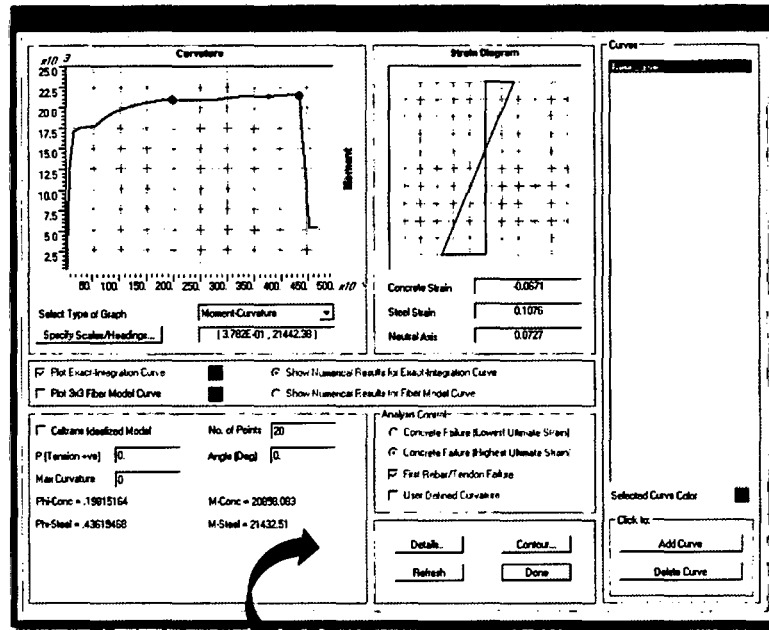 Curvature
x10 3
25.0
22.5
20.0
17.5
15.0
12.5
10.0
7.5
5.0
2.5
Moment
50. 100. 150. 200. 250. 300. 350. 400. 450. 500. x10
Select Type of Graph
Moment-Curvature
Specify Scales/Headings...
[ 3.782E-01 , 21442.38 ]
Strain Diagram
Concrete Strain
-0.0671
Steel Strain
0.1076
Neutral Axis
0.0727
Curves
Plot Exact-Integration Curve
Show Numerical Results for Exact-Integration Curve
Plot 3x3 Fiber Model Curve
Show Numerical Results for Fiber Model Curve
Caltrans Idealized Model
No. of Points
20
P [Tension +ve]
0.
Angle [Deg]
0.
Max Curvature
0
Phi-Conc = .19815164
M-Conc = 20898.083
Phi-Steel = .43619468
M-Steel = 21432.51
Analysis Control
Concrete Failure [Lowest Ultimate Strain]
Concrete Failure [Highest Ultimate Strain]
First Rebar/Tendon Failure
User Defined Curvature
Details..
Contour...
Refresh
Done
Selected Curve Color
Click to:
Add Curve
Delete Curve